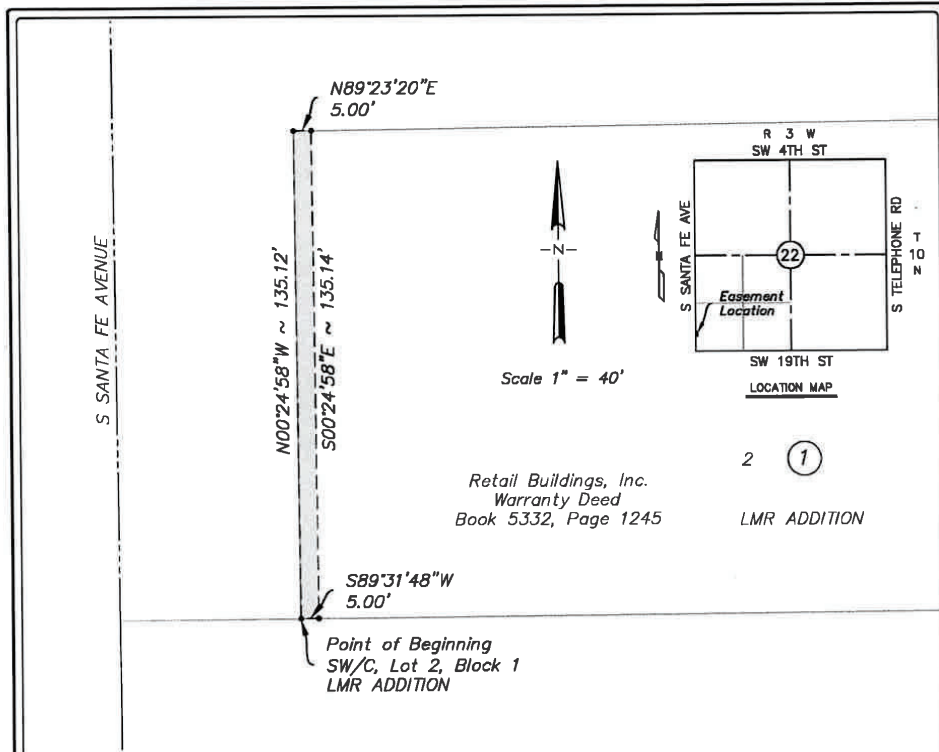 N89°23'20"E
5.00'
R 3 W
SW 4TH ST
S SANTA FE AVENUE
N00°24'58"W ~ 135.12'
S00°24'58"E ~ 135.14'
-N-
Scale 1" = 40'
S SANTA FE AVE
22
S TELEPHONE RD
T
10
N
Easement
Location
SW 19TH ST
LOCATION MAP
2 1
LMR ADDITION
Retail Buildings, Inc.
Warranty Deed
Book 5332, Page 1245
S89°31'48"W
5.00'
Point of Beginning
SW/C, Lot 2, Block 1
LMR ADDITION